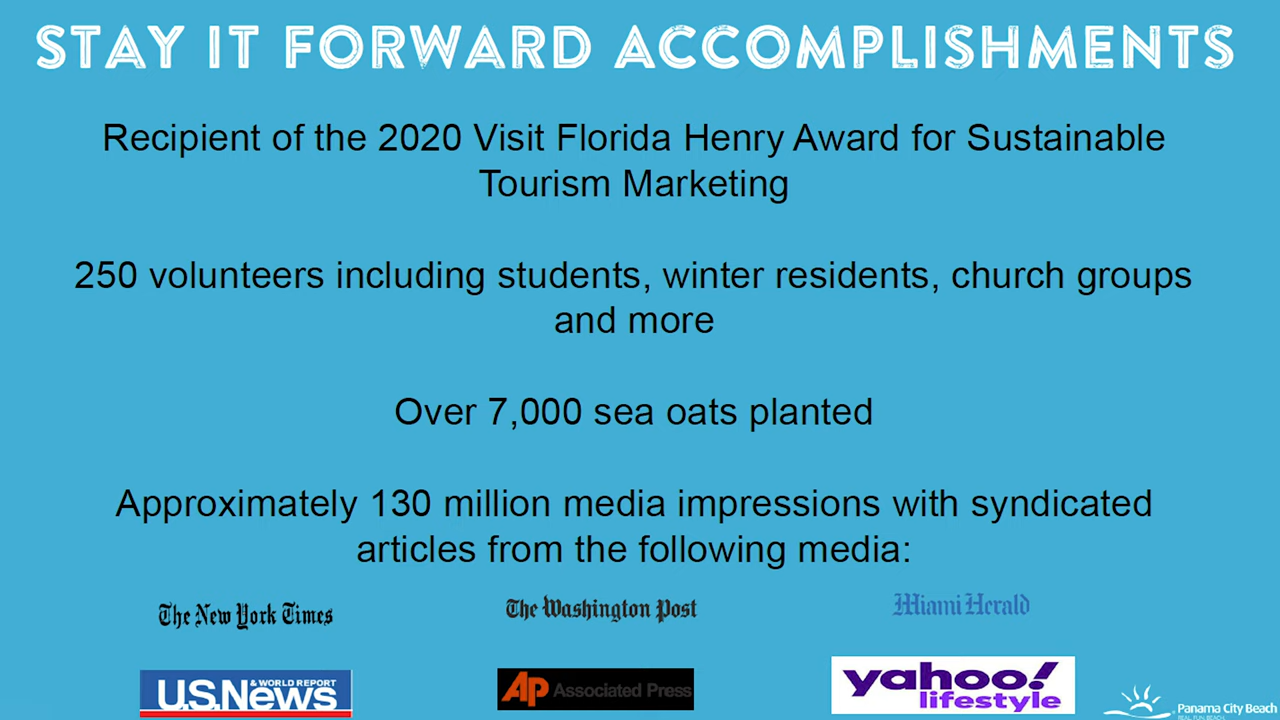 STAY IT FORWARD ACCOMPLISHMENTS
Recipient of the 2020 Visit Florida Henry Award for Sustainable
Tourism Marketing
250 volunteers including students, winter residents, church groups
and more
Over 7,000 sea oats planted
Approximately 130 million media impressions with syndicated
articles from the following media:
The New York Times
The Washington Post
Miami Herald
U.S. News & WORLD REPORT
AP Associated Press
yahoo! lifestyle
Panama City Beach
REAL. FUN. BEACH.